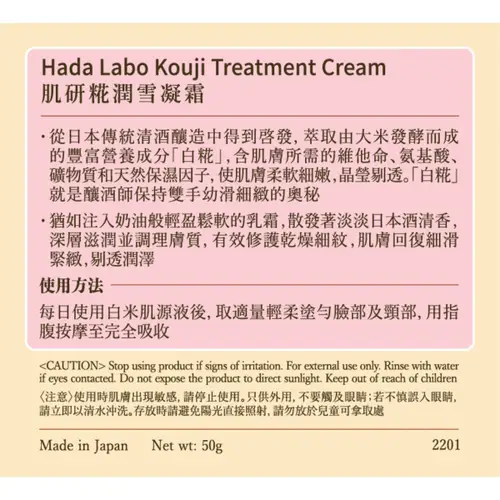 Hada Labo Kouji Treatment Cream
肌研糀潤雪凝霜
·從日本傳統清酒釀造中得到啓發，萃取由大米發酵而成
的豐富營養成分「白糀」，含肌膚所需的維他命、氨基酸、
礦物質和天然保濕因子，使肌膚柔軟細嫩，晶瑩剔透。「白糀」
就是釀酒師保持雙手幼滑細緻的奧秘
·猶如注入奶油般輕盈鬆軟的乳霜，散發著淡淡日本酒清香，
深層滋潤並調理膚質，有效修護乾燥細紋，肌膚回復細滑
緊緻，剔透潤澤
使用方法
每日使用白米肌源液後，取適量輕柔塗勻臉部及頸部，用指
腹按摩至完全吸收
<CAUTION> Stop using product if signs of irritation. For external use only. Rinse with water
if eyes contacted. Do not expose the product to direct sunlight. Keep out of reach of children
〈注意〉使用時肌膚出現敏感，請停止使用。只供外用，不要觸及眼睛；若不慎誤入眼睛，
請立即以清水沖洗。存放時請避免陽光直接照射，請勿放於兒童可拿取處
Made in Japan Net wt: 50g 2201